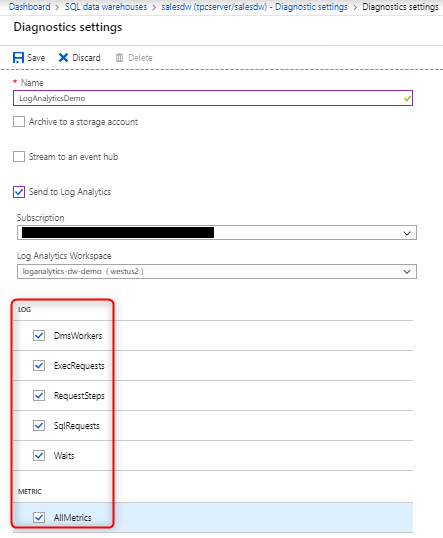 Dashboard > SQL data warehouses > salesdw (tpcserver/salesdw) - Diagnostic settings > Diagnostics settings
Diagnostics settings
Save Discard Delete
* Name
LogAnalyticsDemo
Archive to a storage account
Stream to an event hub
Send to Log Analytics
Subscription
Log Analytics Workspace
loganalytics-dw-demo ( westus2 )
LOG
DmsWorkers
ExecRequests
RequestSteps
SqlRequests
Waits
METRIC
AllMetrics